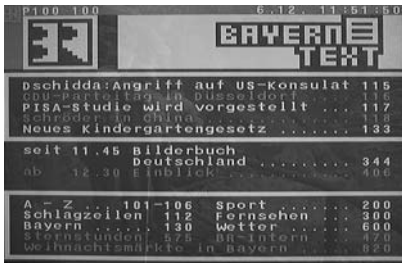 P100 100 6.12. 11:51:50
BAYERN
TEXT
Dschidda:Angriff auf US-Konsulat 115
CDU-Parteitag in Düsseldorf ... 116
PISA-Studie wird vorgestellt ... 117
Schröder in China ............. 118
Neues Kindergartengesetz ....... 133
seit 11.45 Bilderbuch
Deutschland ......... 344
ab 12.30 Einblick ............ 406
A - Z ... 101-106 Sport ....... 200
Schlagzeilen 112 Fernsehen ... 300
Bayern ..... 130 Wetter ...... 600
Sternstunden 575 BR-Intern ... 470
Weihnachtsmärkte in Bayern .... 820